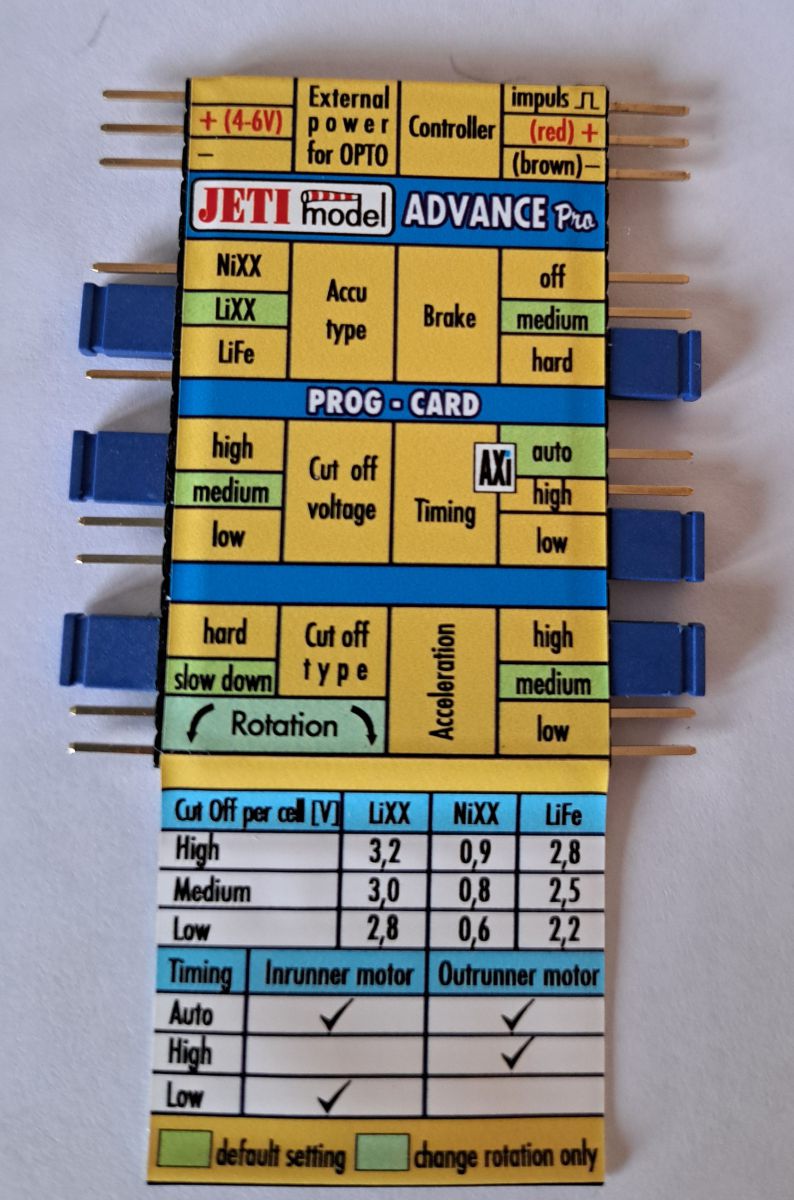 + (4-6V)
–
External
power
for OPTO
Controller
impuls
(red) +
(brown)–
JETI model ADVANCE Pro
NiXX
LiXX
LiFe
Accu
type
Brake
off
medium
hard
PROG - CARD
high
medium
low
Cut off
voltage
Timing
AXi
auto
high
low
hard
slow down
Cut off
type
Rotation
Acceleration
high
medium
low
Cut Off per cell [V] LiXX NiXX LiFe
High 3,2 0,9 2,8
Medium 3,0 0,8 2,5
Low 2,8 0,6 2,2
Timing Inrunner motor Outrunner motor
Auto ✓ ✓
High ✓
Low ✓
default setting change rotation only